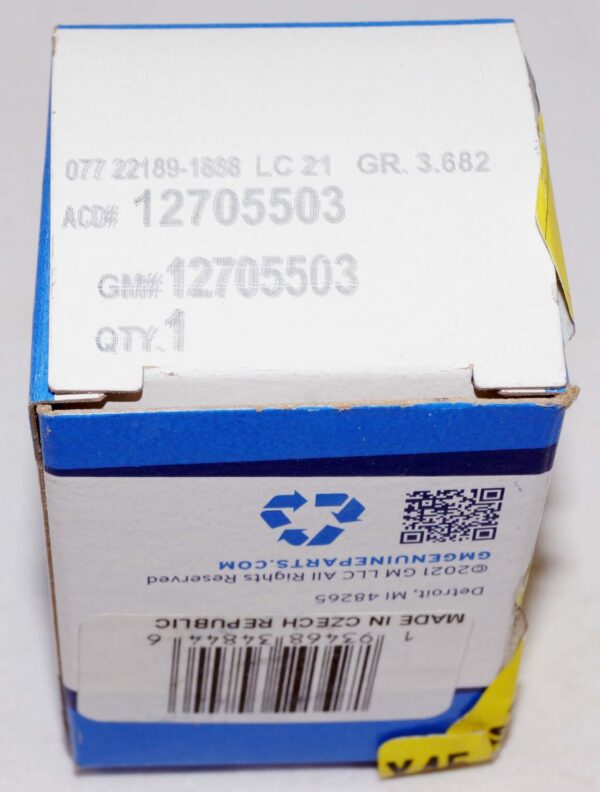 077 22189-1888 LC 21 GR. 3.682
ACD# 12705503
GM# 12705503
QTY. 1
GMGENUINEPARTS.COM
©2021 GM LLC All Rights Reserved
Detroit, MI 48265
MADE IN CZECH REPUBLIC
1 93468 34844 6